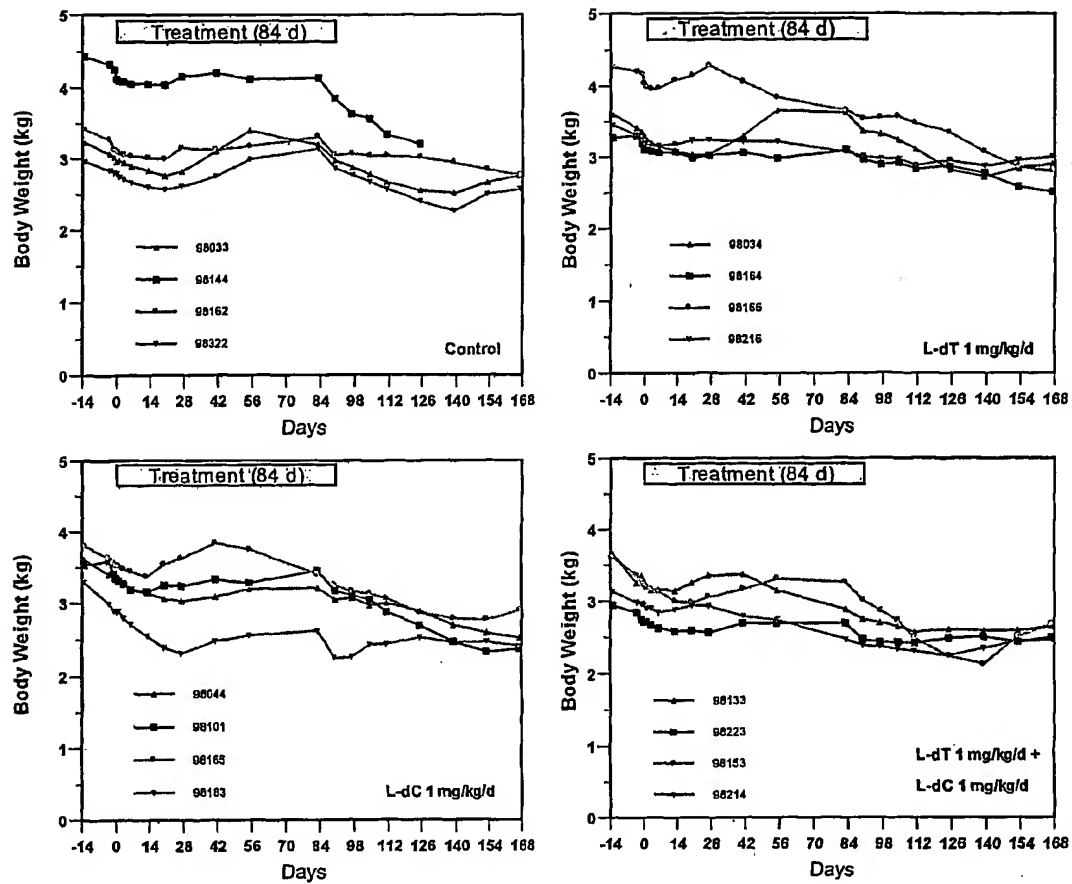 Treatment (84 d)
5
4
3
2
1
0
Body Weight (kg)
98033
98144
98162
98322
Control
-14 0 14 28 42 56 70 84 98 112 126 140 154 168
Days
Treatment (84 d)
5
4
3
2
1
0
Body Weight (kg)
98034
98164
98166
98216
L-dT 1 mg/kg/d
-14 0 14 28 42 56 70 84 98 112 126 140 154 168
Days
Treatment (84 d)
5
4
3
2
1
0
Body Weight (kg)
98044
98101
98165
98183
L-dC 1 mg/kg/d
-14 0 14 28 42 56 70 84 98 112 126 140 154 168
Days
Treatment (84 d)
5
4
3
2
1
0
Body Weight (kg)
98133
98223
98153
98214
L-dT 1 mg/kg/d +
L-dC 1 mg/kg/d
-14 0 14 28 42 56 70 84 98 112 126 140 154 168
Days